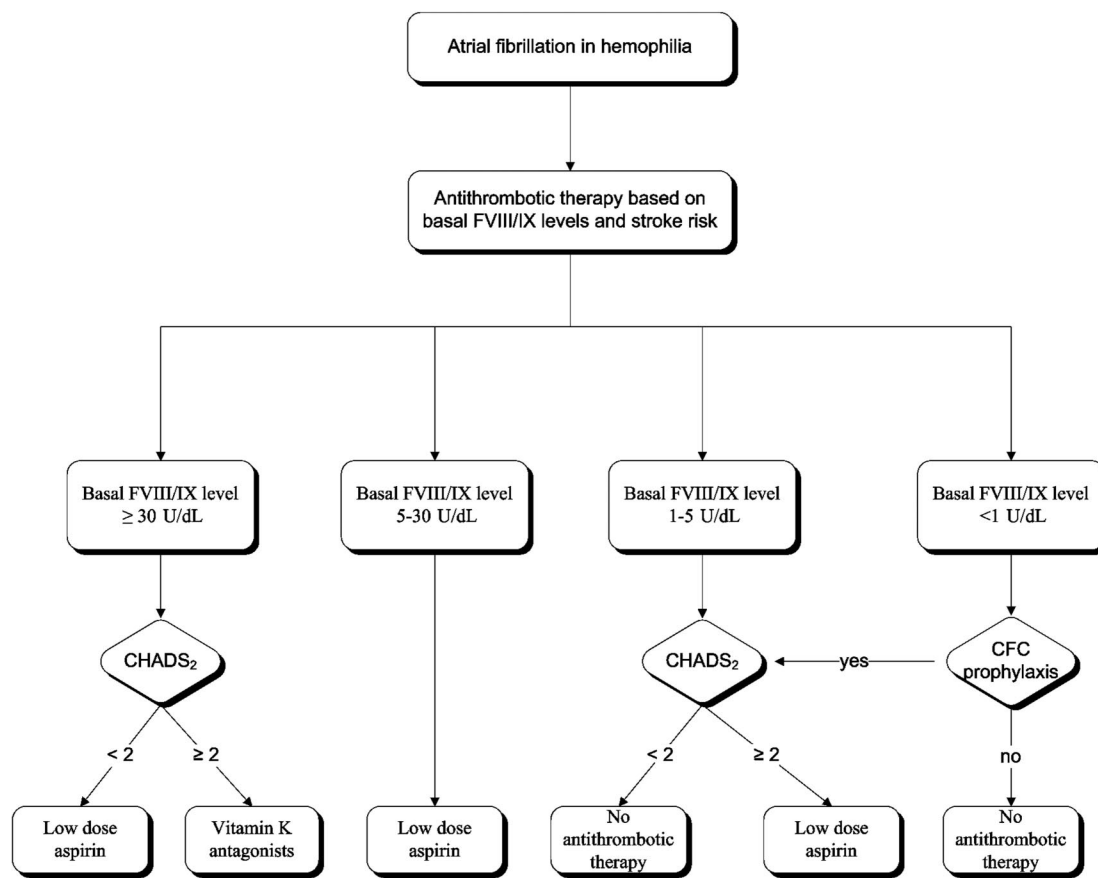 Atrial fibrillation in hemophilia
Antithrombotic therapy based on
basal FVIII/IX levels and stroke risk
Basal FVIII/IX level
≥ 30 U/dL
Basal FVIII/IX level
5-30 U/dL
Basal FVIII/IX level
1-5 U/dL
Basal FVIII/IX level
<1 U/dL
CHADS₂
CHADS₂
yes
CFC
prophylaxis
< 2
≥ 2
< 2
≥ 2
no
Low dose
aspirin
Vitamin K
antagonists
Low dose
aspirin
No
antithrombotic
therapy
Low dose
aspirin
No
antithrombotic
therapy